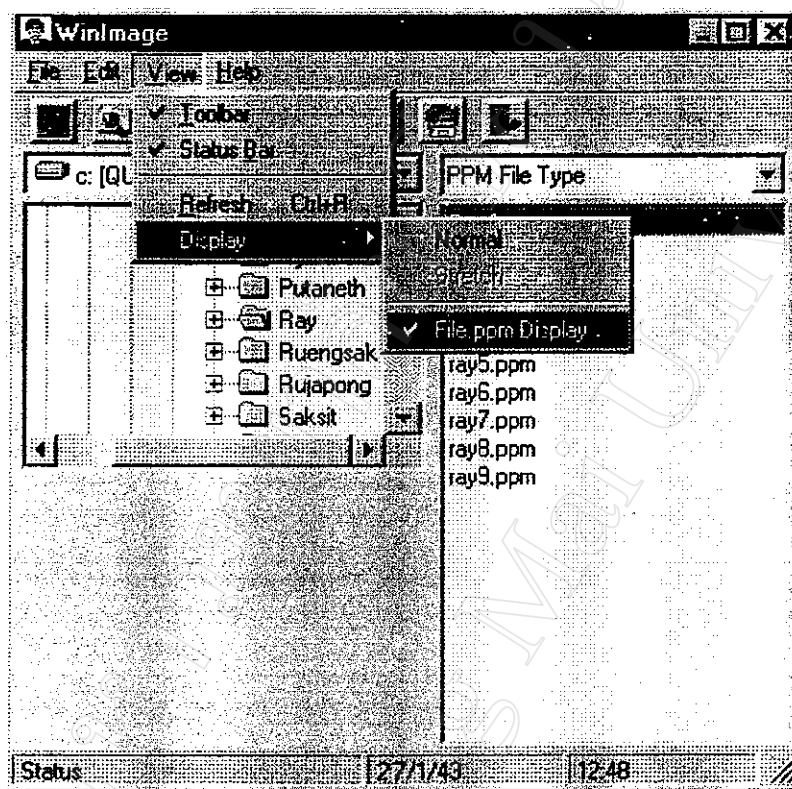 WinImage
File Edit View Help
Toolbar
Status Bar
c: [QU
PPM File Type
Refresh Ctrl+R
Display
Normal
Stretch
File.ppm Display
Putaneth
Ray
Ruengsak
Rujapong
Saksit
ray5.ppm
ray6.ppm
ray7.ppm
ray8.ppm
ray9.ppm
Status 27/1/43 12:48